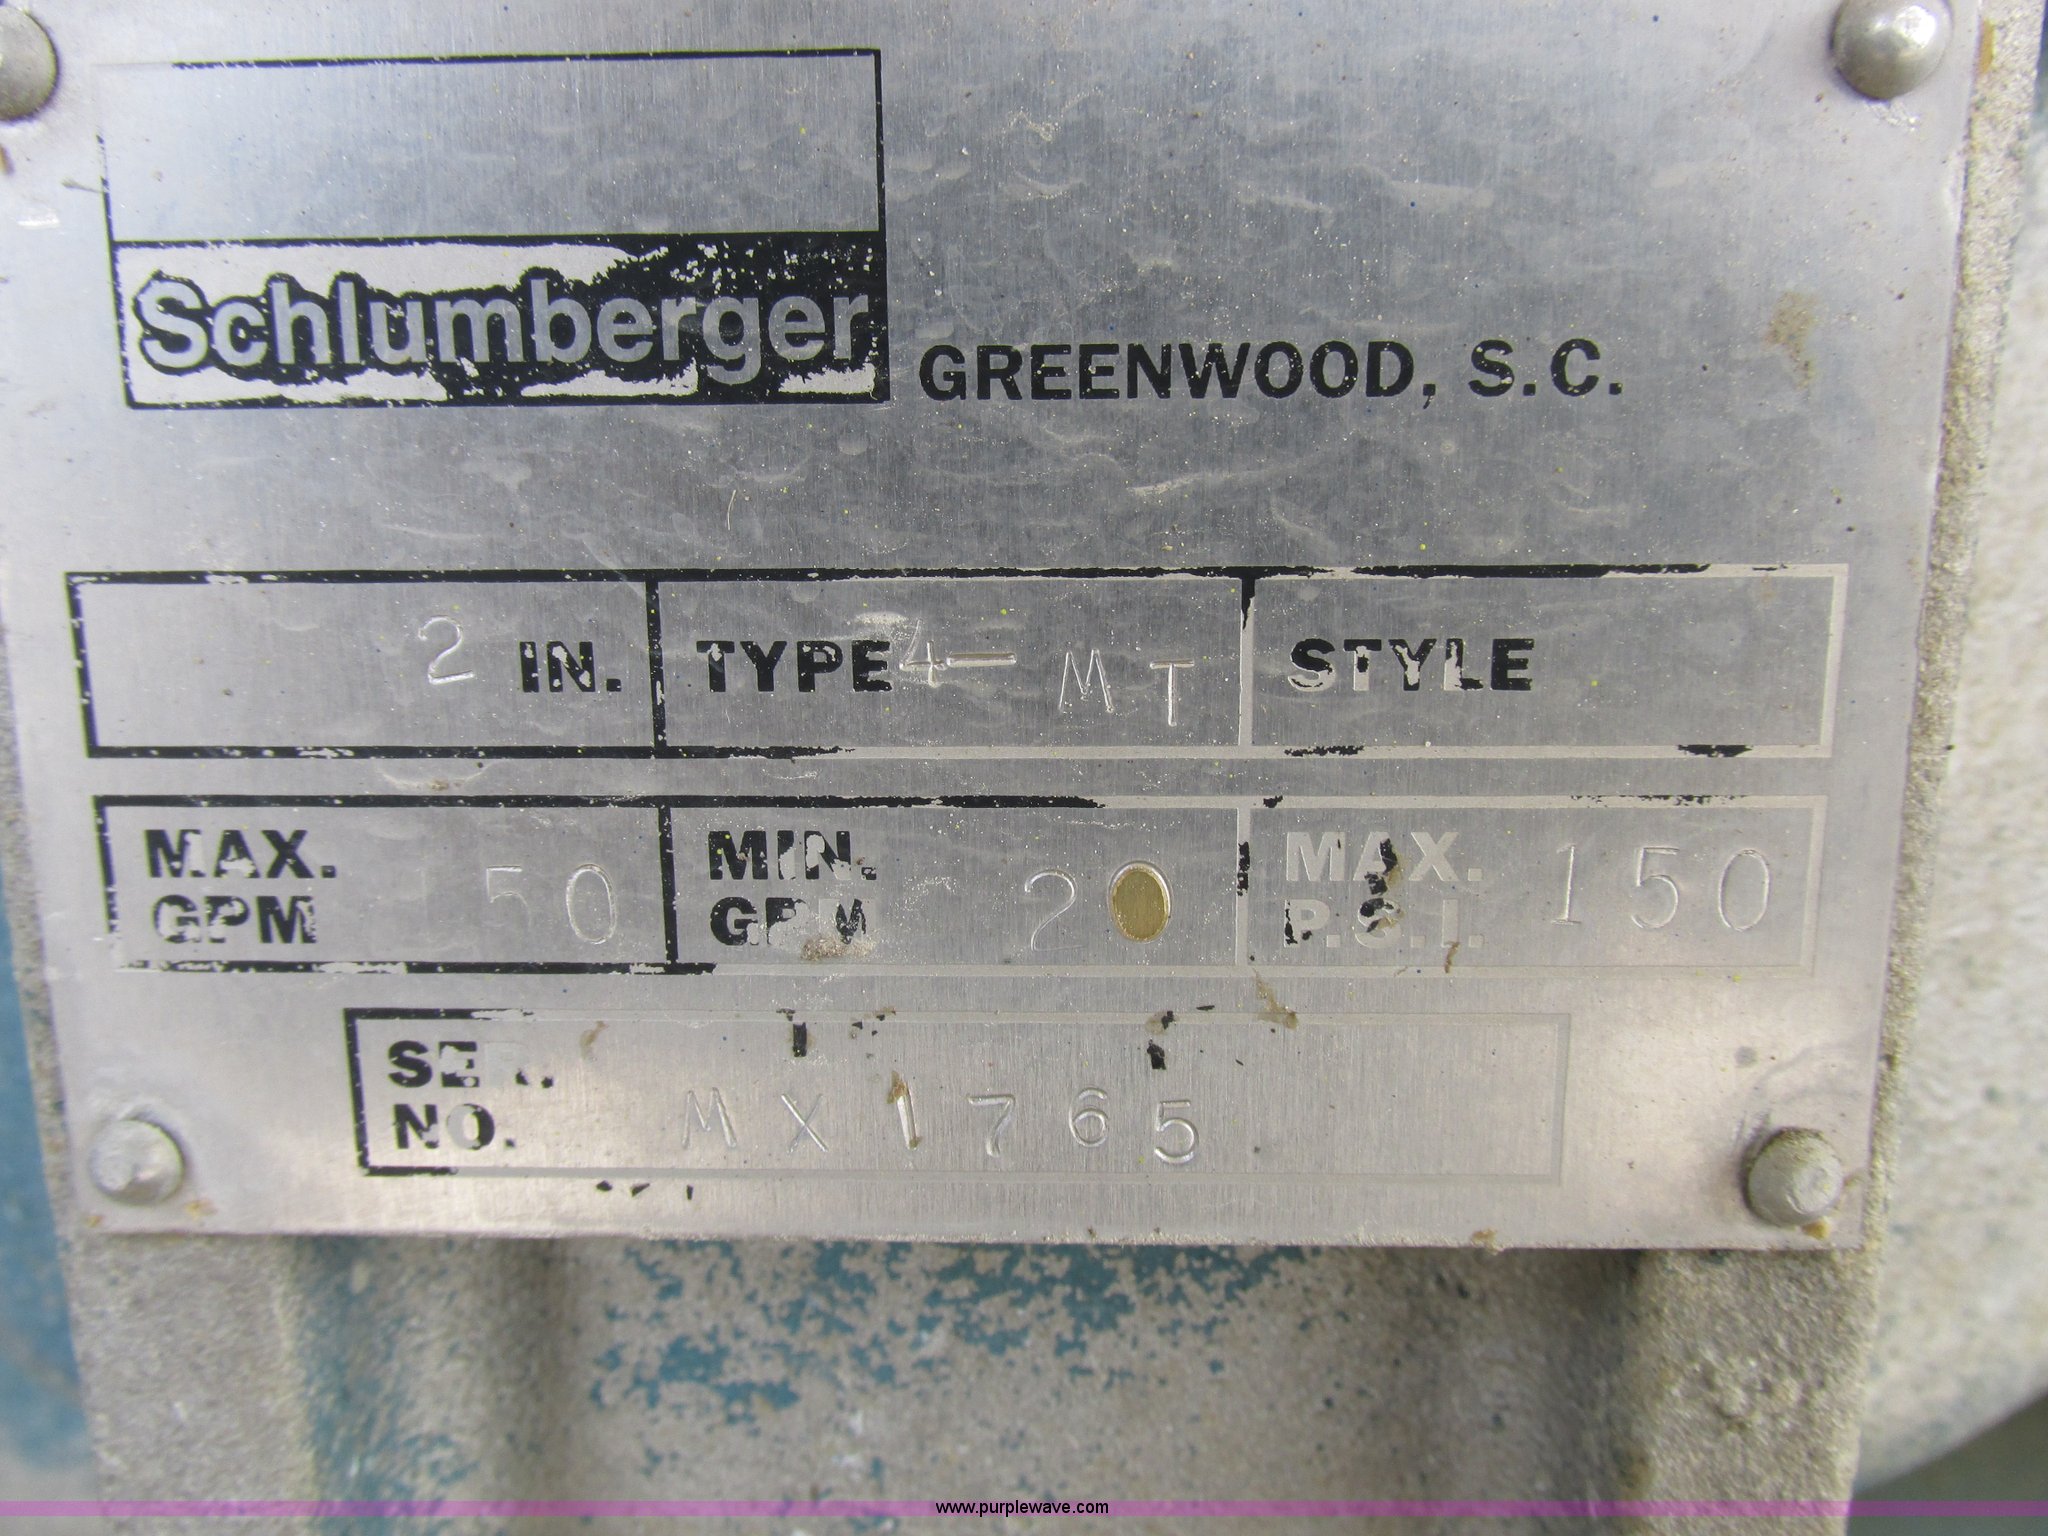 Schlumberger GREENWOOD, S.C.
2 IN. TYPE 4-MT STYLE
MAX. GPM 150 MIN. GPM 20 MAX. P.S.I. 150
SER. NO. MX1765
www.purplewave.com